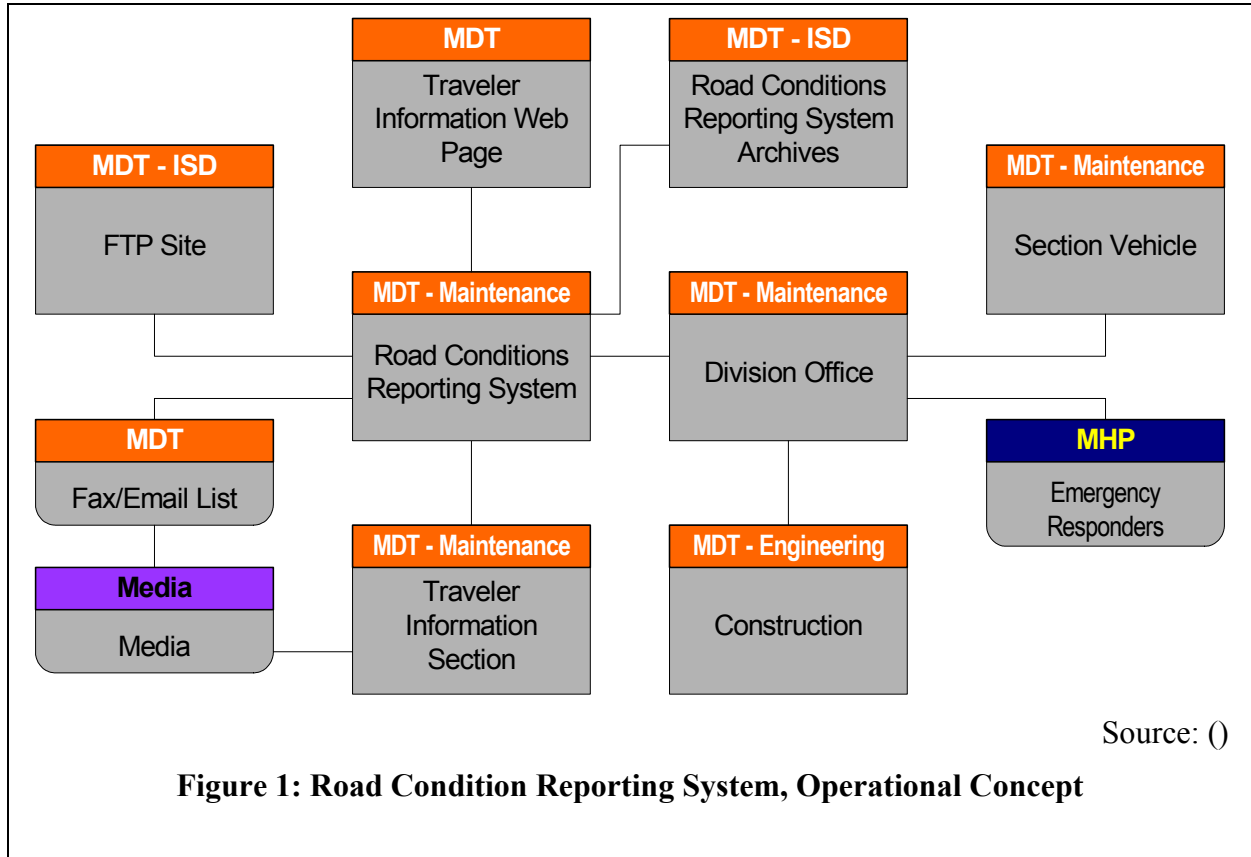 MDT
Traveler
Information Web
Page
MDT - ISD
Road Conditions
Reporting System
Archives
MDT - ISD
FTP Site
MDT - Maintenance
Section Vehicle
MDT - Maintenance
Road Conditions
Reporting System
MDT - Maintenance
Division Office
MDT
Fax/Email List
MHP
Emergency
Responders
Media
Media
MDT - Maintenance
Traveler
Information
Section
MDT - Engineering
Construction
Source: ()
Figure 1: Road Condition Reporting System, Operational Concept